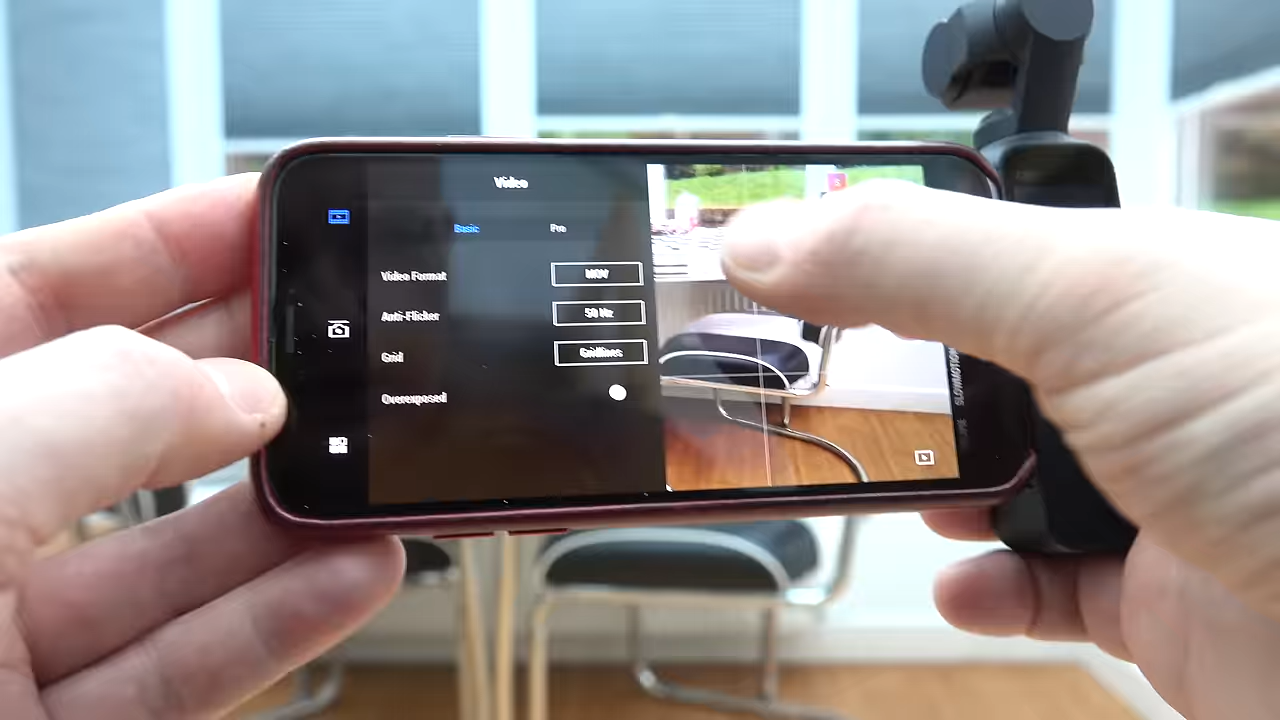 Video
Basic Pro
Video Format MOV
Anti-Flicker 50 Hz
Grid Gridlines
Overexposed
SLOWMOTION